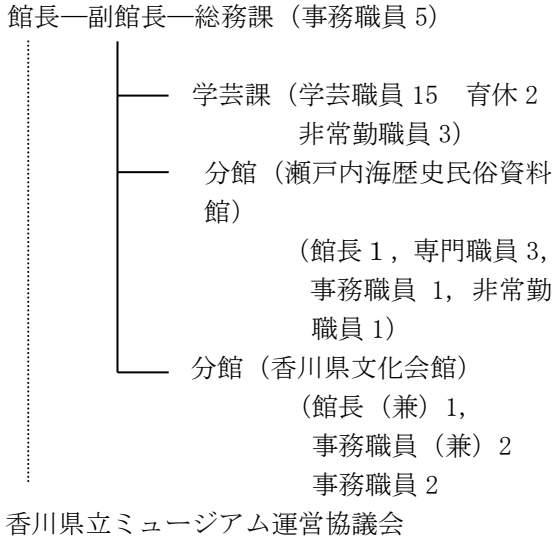 館長―副館長―総務課（事務職員 5）
学芸課（学芸職員 15　育休 2
非常勤職員 3）
分館（瀬戸内海歴史民俗資料
館）
（館長１，専門職員 3，
事務職員 1，非常勤
職員 1）
分館（香川県文化会館）
（館長（兼）1，
事務職員（兼）2
事務職員 2
香川県立ミュージアム運営協議会